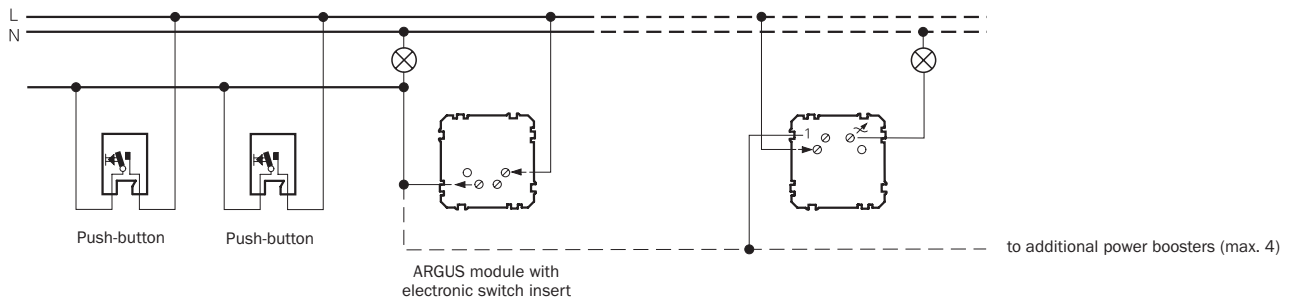 L
N
1
Push-button
Push-button
to additional power boosters (max. 4)
ARGUS module with
electronic switch insert